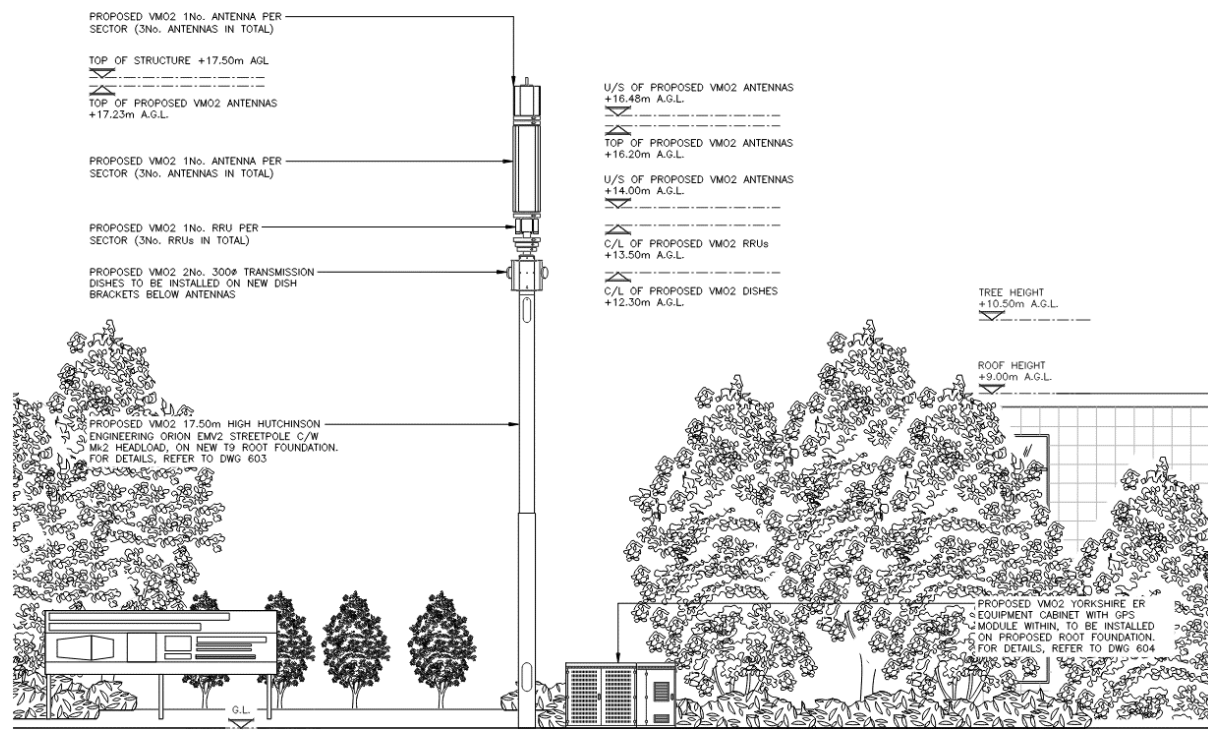 PROPOSED VMO2 1No. ANTENNA PER
SECTOR (3No. ANTENNAS IN TOTAL)
TOP OF STRUCTURE +17.50m AGL
TOP OF PROPOSED VMO2 ANTENNAS
+17.23m A.G.L.
PROPOSED VMO2 1No. ANTENNA PER
SECTOR (3No. ANTENNAS IN TOTAL)
PROPOSED VMO2 1No. RRU PER
SECTOR (3No. RRUs IN TOTAL)
PROPOSED VMO2 2No. 300ø TRANSMISSION
DISHES TO BE INSTALLED ON NEW DISH
BRACKETS BELOW ANTENNAS
PROPOSED VMO2 17.50m HIGH HUTCHINSON
ENGINEERING ORION EMV2 STREETPOLE C/W
Mk2 HEADLOAD, ON NEW T9 ROOT FOUNDATION.
FOR DETAILS, REFER TO DWG 603
U/S OF PROPOSED VMO2 ANTENNAS
+16.48m A.G.L.
TOP OF PROPOSED VMO2 ANTENNAS
+16.20m A.G.L.
U/S OF PROPOSED VMO2 ANTENNAS
+14.00m A.G.L.
C/L OF PROPOSED VMO2 RRUs
+13.50m A.G.L.
C/L OF PROPOSED VMO2 DISHES
+12.30m A.G.L.
TREE HEIGHT
+10.50m A.G.L.
ROOF HEIGHT
+9.00m A.G.L.
PROPOSED VMO2 YORKSHIRE ER
EQUIPMENT CABINET WITH GPS
MODULE WITHIN, TO BE INSTALLED
ON PROPOSED ROOT FOUNDATION.
FOR DETAILS, REFER TO DWG 604
G.L.